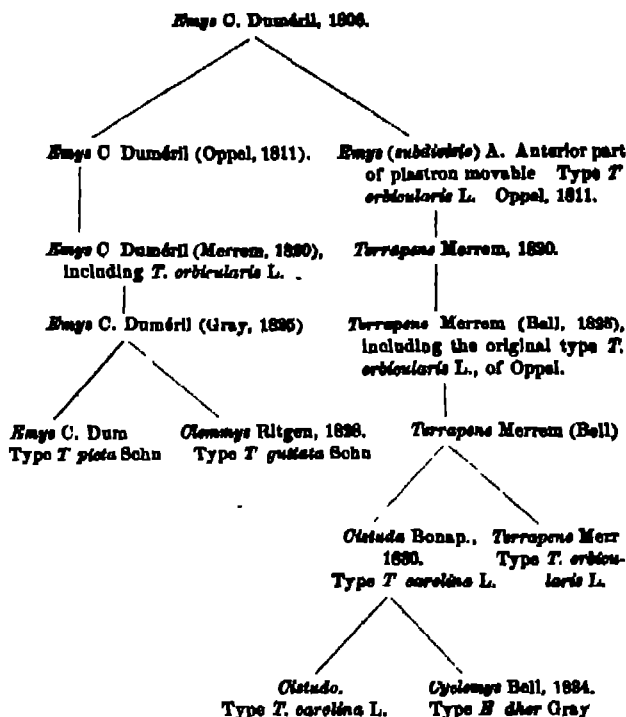 Emys C. Duméril, 1806.
Emys C Duméril (Oppel, 1811).
Emys (subdivisio) A. Anterior part
of plastron movable Type T
orbicularis L. Oppel, 1811.
Emys C Duméril (Merrem, 1820),
including T. orbicularis L.
Terrapene Merrem, 1820.
Emys C. Duméril (Gray, 1825)
Terrapene Merrem (Bell, 1825),
including the original type T.
orbicularis L., of Oppel.
Emys C. Dum
Type T picta Schn
Clemmys Ritgen, 1828.
Type T guttata Schn
Terrapene Merrem (Bell)
Cistuda Bonap.,
1830.
Type T carolina L.
Terrapene Merr
Type T. orbicu-
laris L.
Cistudo.
Type T. carolina L.
Cyclemys Bell, 1834.
Type E dhor Gray